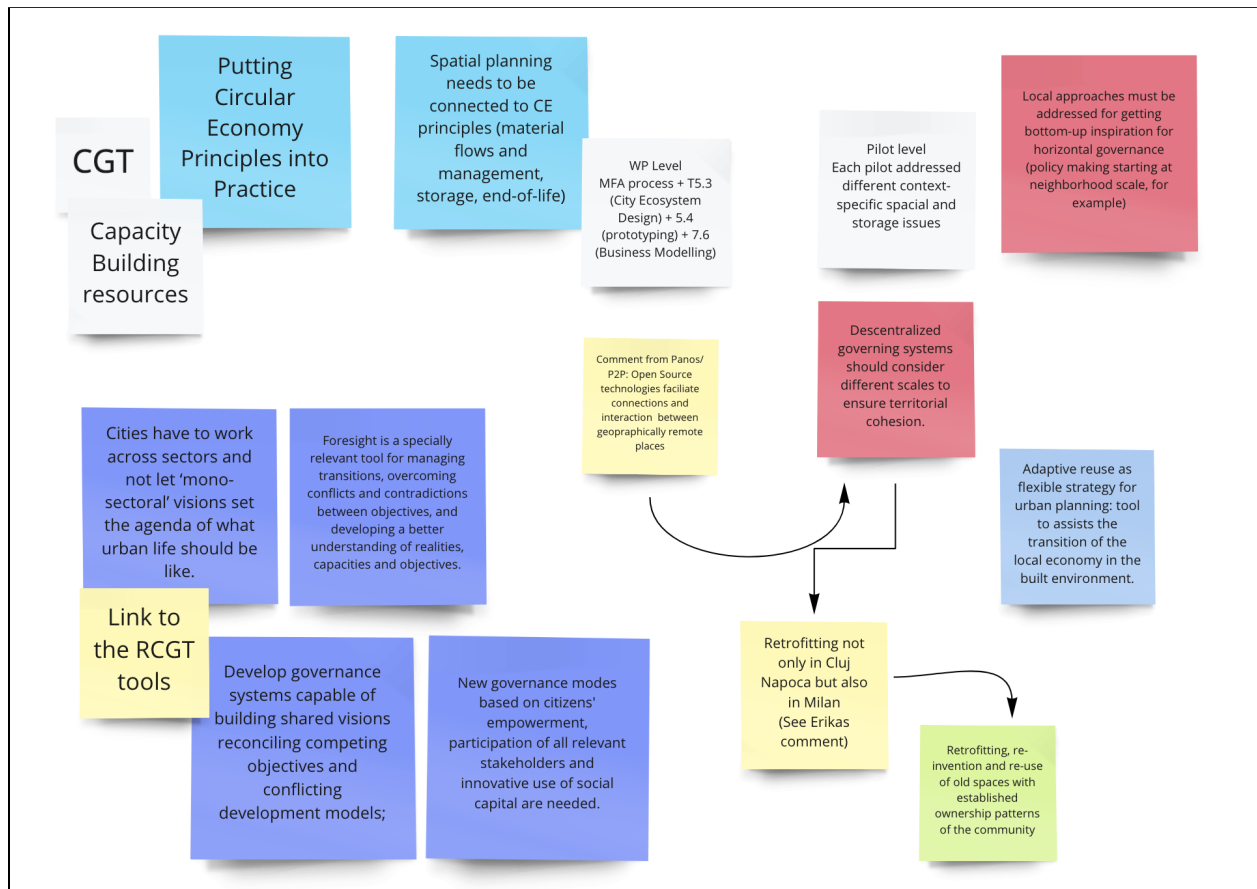 Putting
Circular
Economy
Principles into
Practice
CGT
Capacity
Building
resources
Spatial planning
needs to be
connected to CE
principles (material
flows and
management,
storage, end-of-life)
WP Level
MFA process + T5.3
(City Ecosystem
Design) + 5.4
(prototyping) + 7.6
(Business Modelling)
Pilot level
Each pilot addressed
different context-
specific spacial and
storage issues
Local approaches must be
addressed for getting
bottom-up inspiration for
horizontal governance
(policy making starting at
neighborhood scale, for
example)
Comment from Panos/
P2P: Open Source
technologies faciliate
connections and
interaction between
geopraphically remote
places
Descentralized
governing systems
should consider
different scales to
ensure territorial
cohesion.
Cities have to work
across sectors and
not let ‘mono-
sectoral’ visions set
the agenda of what
urban life should be
like.
Foresight is a specially
relevant tool for managing
transitions, overcoming
conflicts and contradictions
between objectives, and
developing a better
understanding of realities,
capacities and objectives.
Adaptive reuse as
flexible strategy for
urban planning: tool
to assists the
transition of the
local economy in the
built environment.
Link to
the RCGT
tools
Develop governance
systems capable of
building shared visions
reconciling competing
objectives and
conflicting
development models;
New governance modes
based on citizens'
empowerment,
participation of all relevant
stakeholders and
innovative use of social
capital are needed.
Retrofitting not
only in Cluj
Napoca but also
in Milan
(See Erikas
comment)
Retrofitting, re-
invention and re-use
of old spaces with
established
ownership patterns
of the community